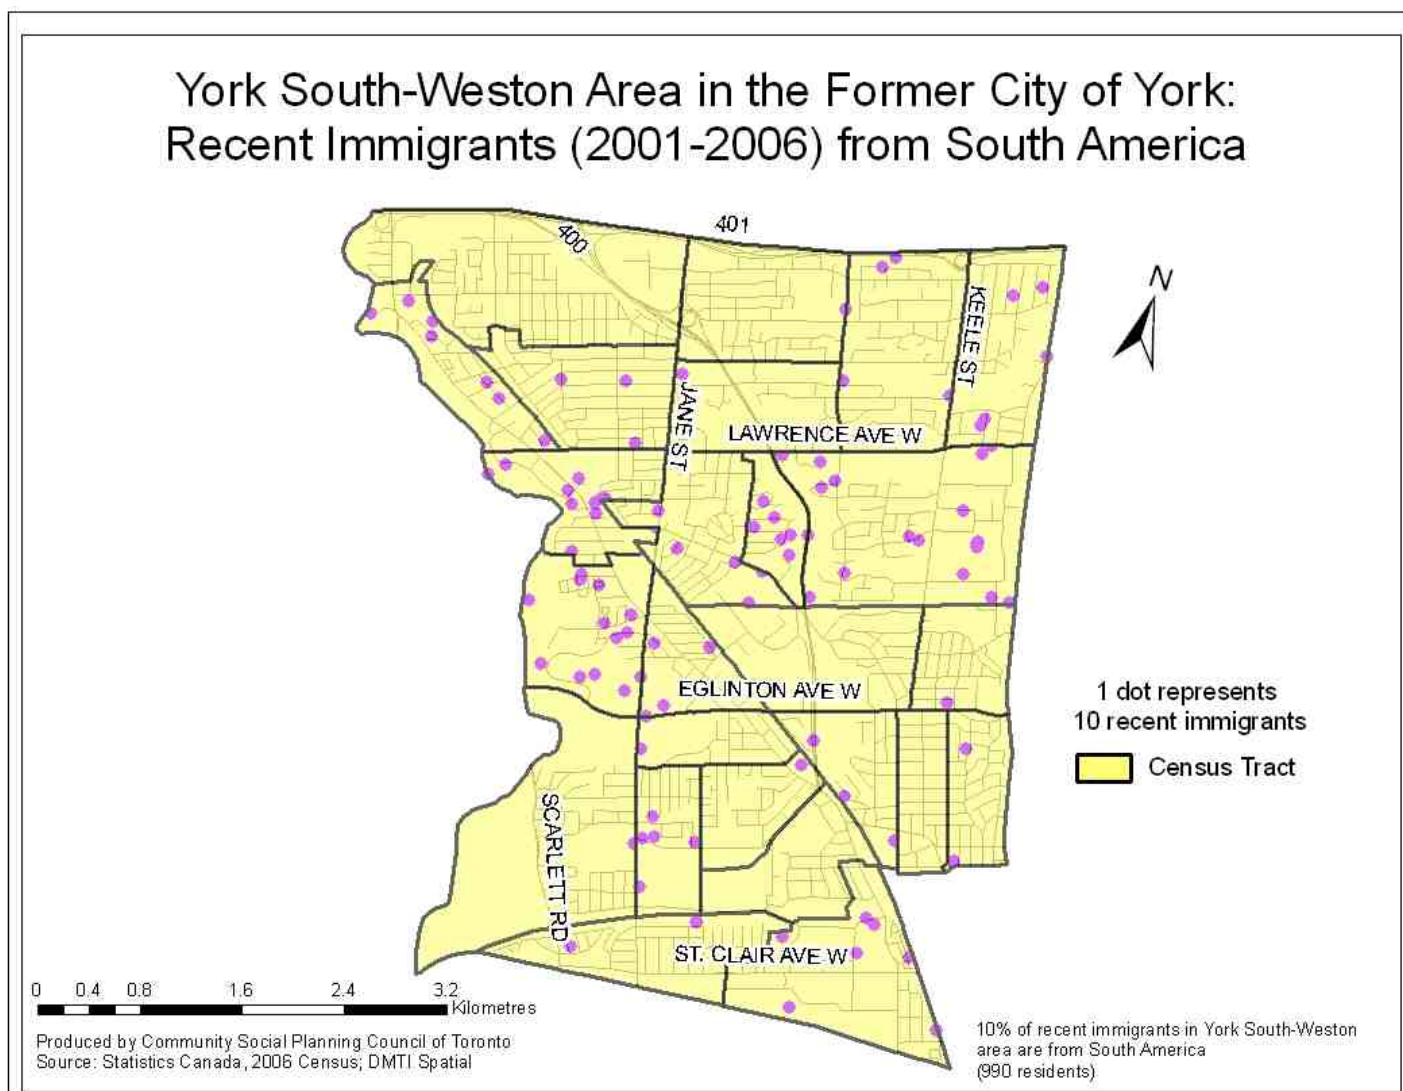 York South-Weston Area in the Former City of York:
Recent Immigrants (2001-2006) from South America
401
400
N
KEELE ST
JANE ST
LAWRENCE AVE W
EGLINTON AVE W
1 dot represents
10 recent immigrants
Census Tract
SCARLETT RD
ST. CLAIR AVE W
0 0.4 0.8 1.6 2.4 3.2
Kilometres
Produced by Community Social Planning Council of Toronto
Source: Statistics Canada, 2006 Census; DMTI Spatial
10% of recent immigrants in York South-Weston
area are from South America
(990 residents)